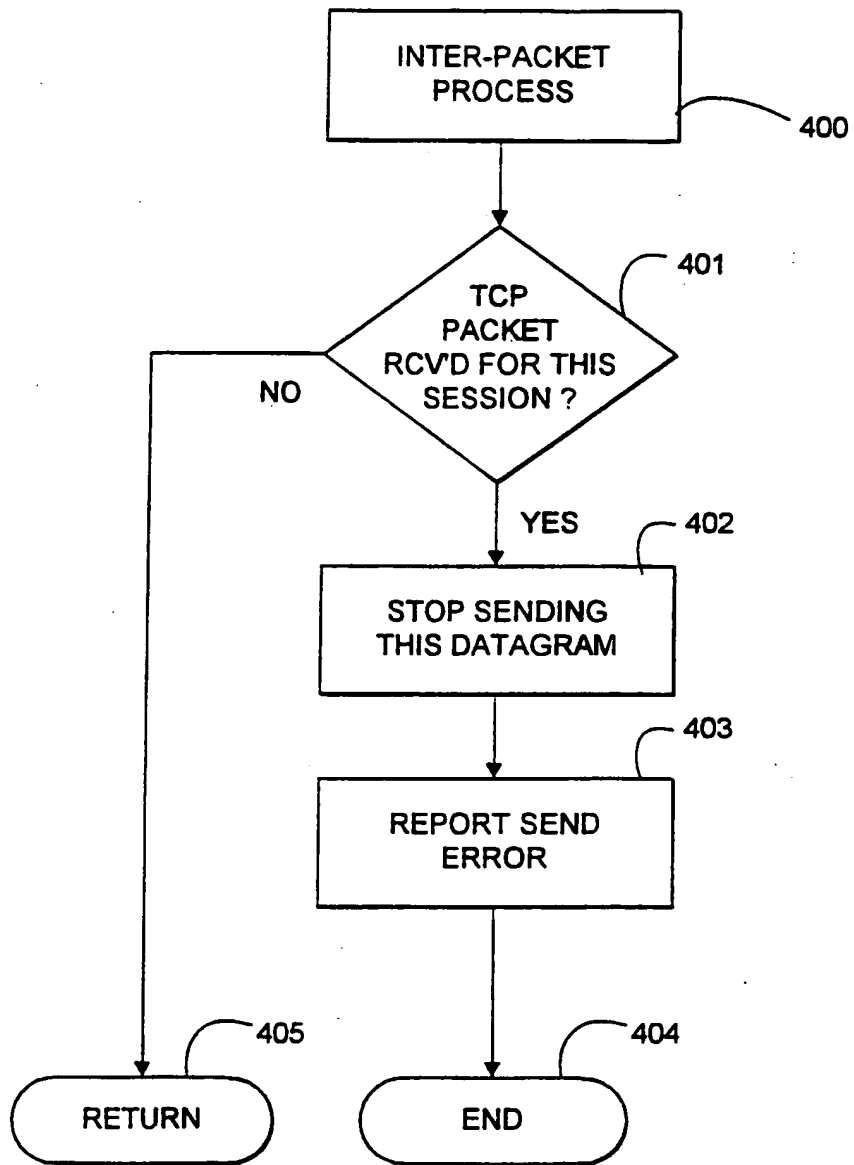 INTER-PACKET
PROCESS
400
401
TCP
PACKET
RCV'D FOR THIS
SESSION ?
NO
YES
402
STOP SENDING
THIS DATAGRAM
403
REPORT SEND
ERROR
405
404
RETURN
END